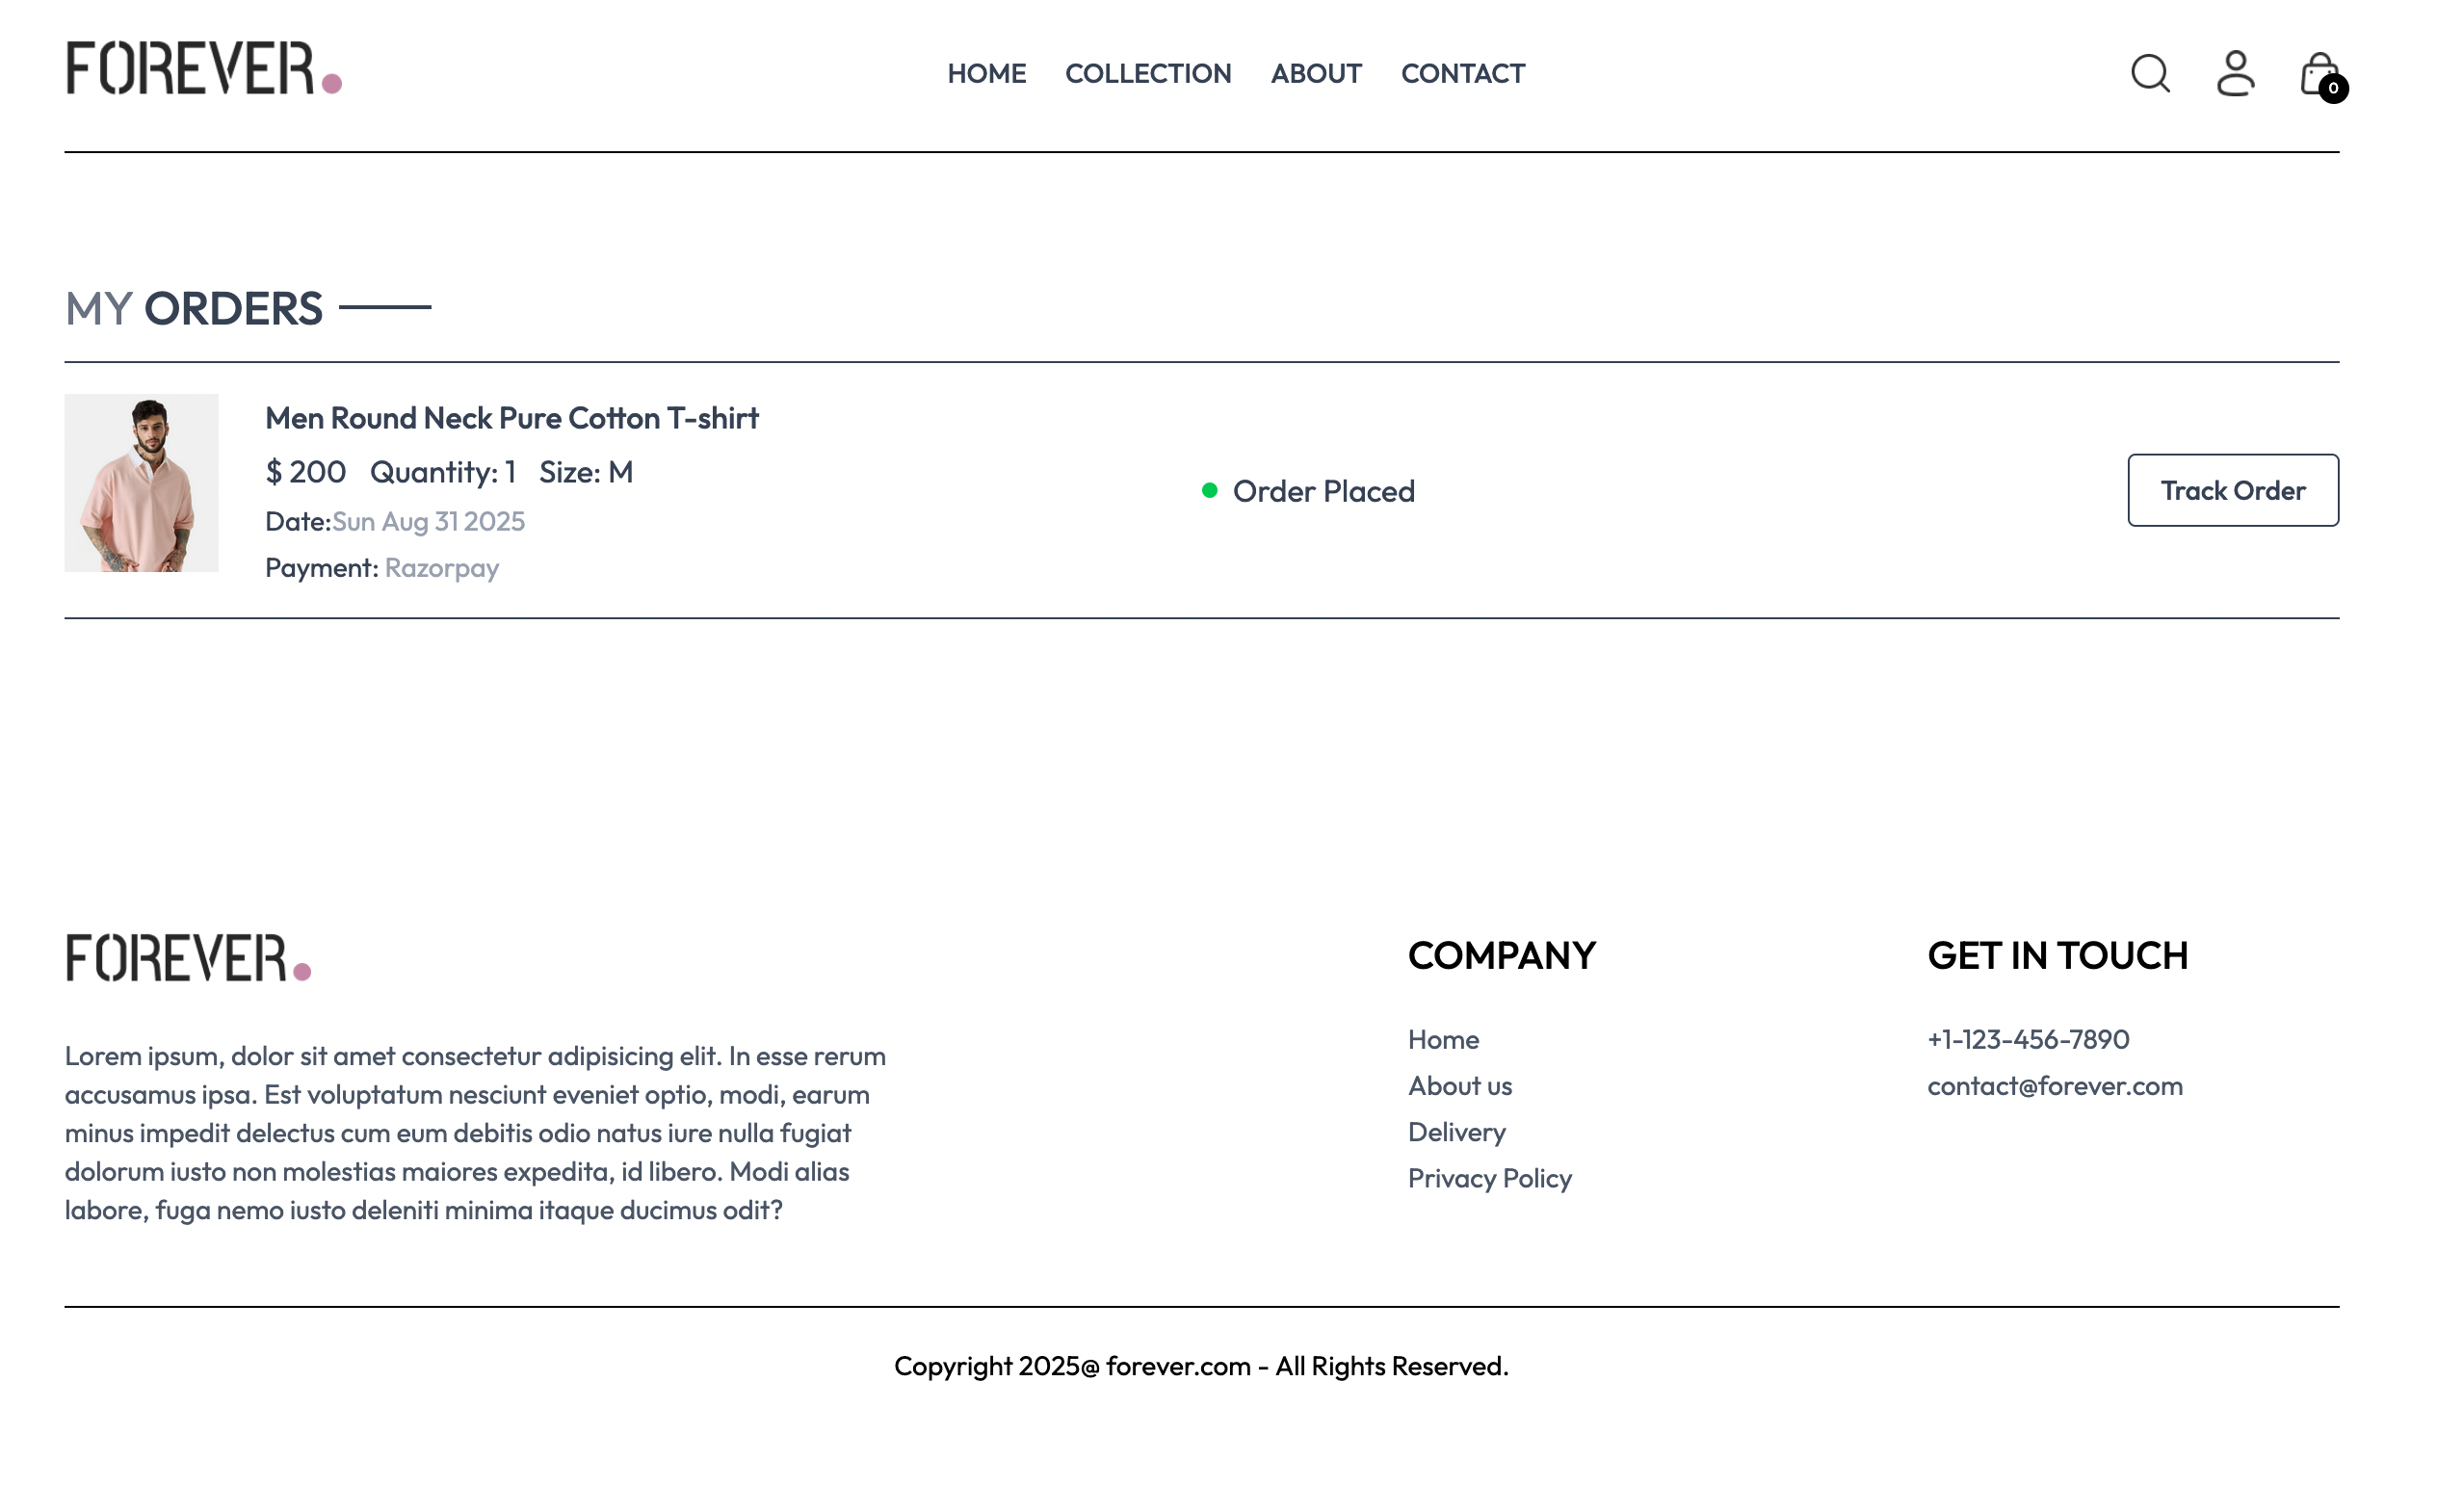 FOREVER.
HOME COLLECTION ABOUT CONTACT
0
MY ORDERS
Men Round Neck Pure Cotton T-shirt
$ 200 Quantity: 1 Size: M
Date:Sun Aug 31 2025
Payment: Razorpay
Order Placed
Track Order
FOREVER.
Lorem ipsum, dolor sit amet consectetur adipisicing elit. In esse rerum
accusamus ipsa. Est voluptatum nesciunt eveniet optio, modi, earum
minus impedit delectus cum eum debitis odio natus iure nulla fugiat
dolorum iusto non molestias maiores expedita, id libero. Modi alias
labore, fuga nemo iusto deleniti minima itaque ducimus odit?
COMPANY
Home
About us
Delivery
Privacy Policy
GET IN TOUCH
+1-123-456-7890
contact@forever.com
Copyright 2025@ forever.com - All Rights Reserved.